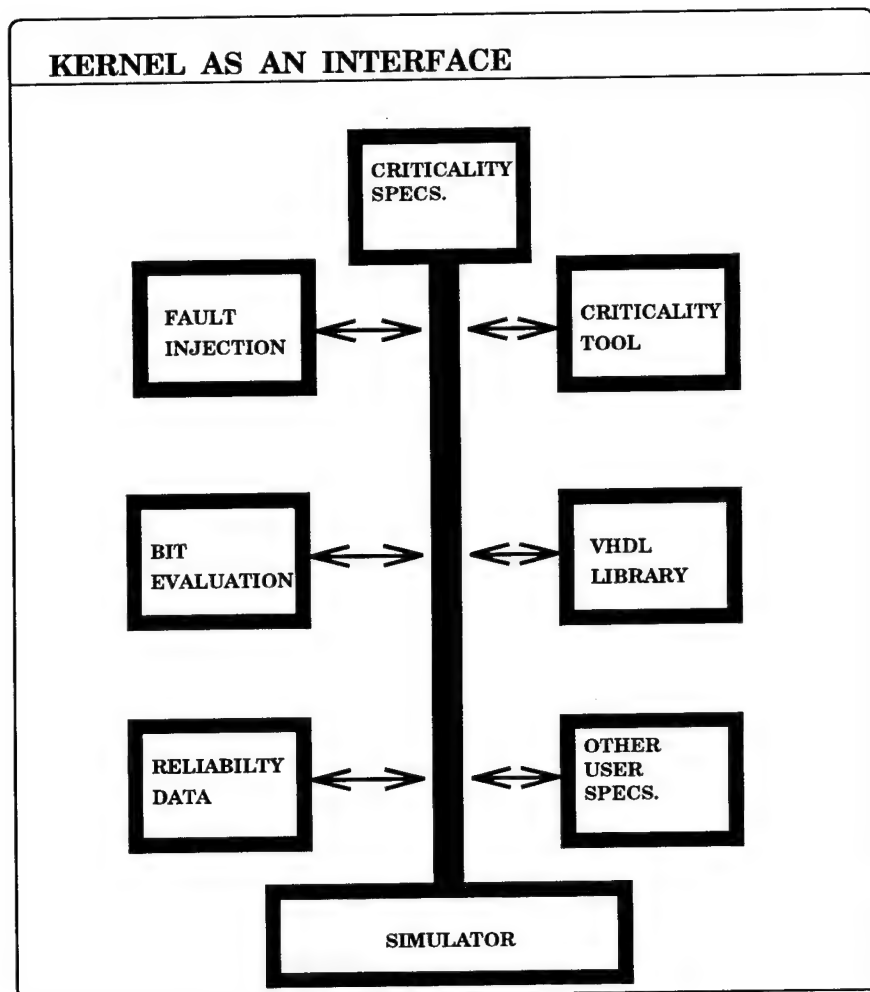 KERNEL AS AN INTERFACE
CRITICALITY
SPECS.
FAULT
INJECTION
CRITICALITY
TOOL
BIT
EVALUATION
VHDL
LIBRARY
RELIABILTY
DATA
OTHER
USER
SPECS.
SIMULATOR